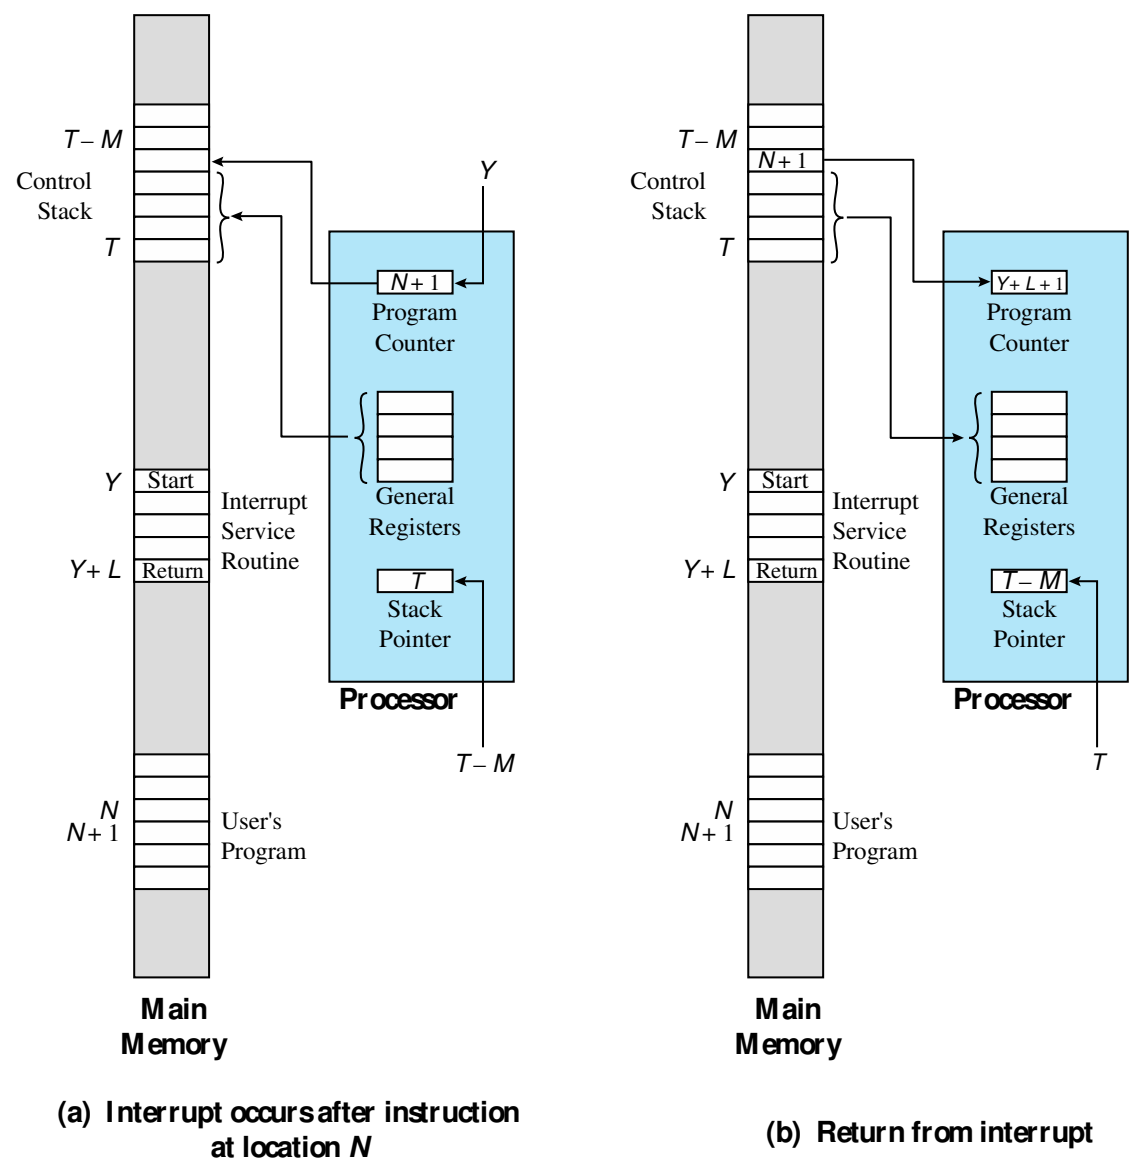 T – M
Control
Stack
T
Y
N + 1
Program
Counter
General
Registers
Y
Start
Interrupt
Service
Routine
Y + L
Return
T
Stack
Pointer
Processor
T – M
N
N + 1
User's
Program
Main
Memory
(a) Interrupt occurs after instruction
at location N
T – M
N + 1
Control
Stack
T
Y + L + 1
Program
Counter
General
Registers
Y
Start
Interrupt
Service
Routine
Y + L
Return
T – M
Stack
Pointer
Processor
T
N
N + 1
User's
Program
Main
Memory
(b) Return from interrupt